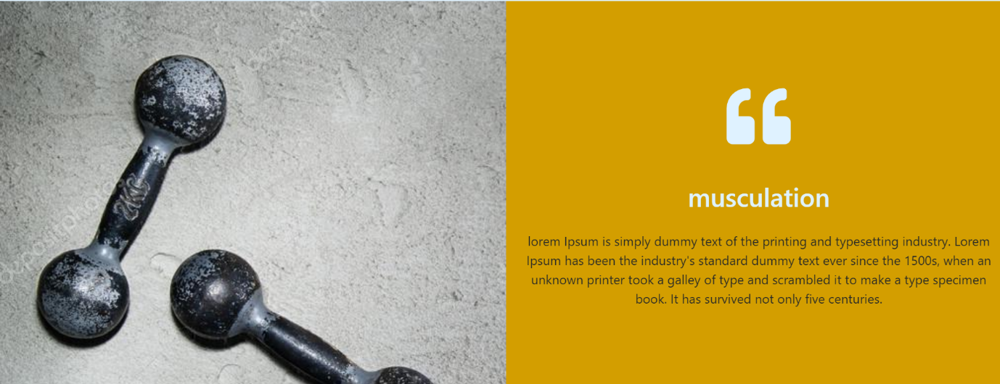 2KG
musculation
lorem Ipsum is simply dummy text of the printing and typesetting industry. Lorem
Ipsum has been the industry's standard dummy text ever since the 1500s, when an
unknown printer took a galley of type and scrambled it to make a type specimen
book. It has survived not only five centuries.